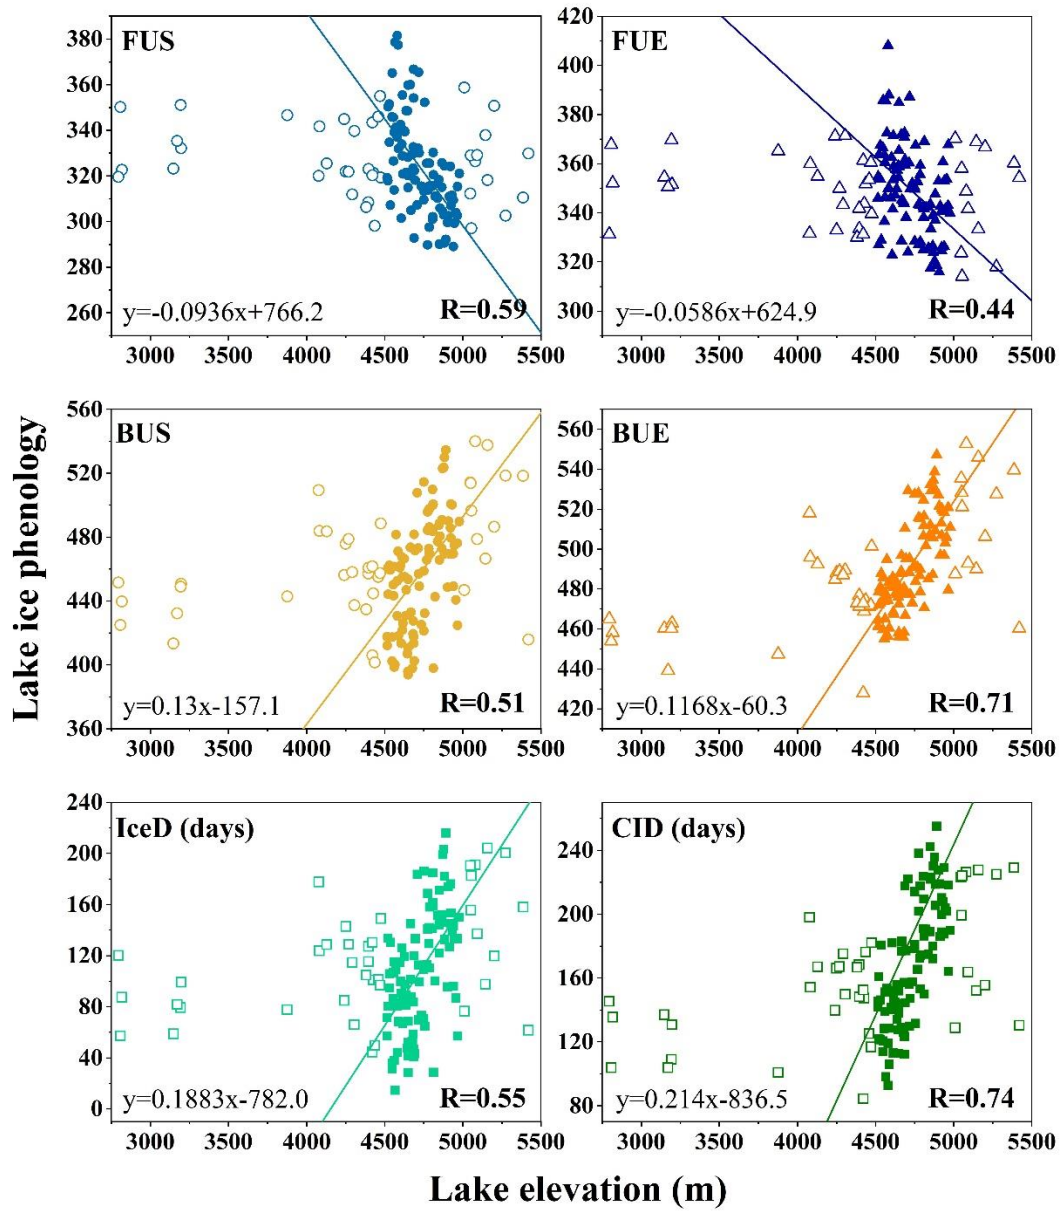 FUS
380
360
340
320
300
280
260
y=-0.0936x+766.2
R=0.59
3000 3500 4000 4500 5000 5500
FUE
420
400
380
360
340
320
300
y=-0.0586x+624.9
R=0.44
3000 3500 4000 4500 5000 5500
Lake ice phenology
BUS
560
520
480
440
400
360
y=0.13x-157.1
R=0.51
3000 3500 4000 4500 5000 5500
BUE
560
540
520
500
480
460
440
420
y=0.1168x-60.3
R=0.71
3000 3500 4000 4500 5000 5500
IceD (days)
240
200
160
120
80
40
0
y=0.1883x-782.0
R=0.55
3000 3500 4000 4500 5000 5500
CID (days)
240
200
160
120
80
y=0.214x-836.5
R=0.74
3000 3500 4000 4500 5000 5500
Lake elevation (m)